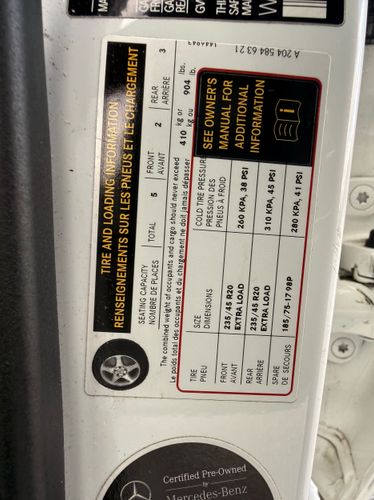 A 204 584 63 21
TIRE AND LOADING INFORMATION
RENSEIGNEMENTS SUR LES PNEUS ET LE CHARGEMENT
SEATING CAPACITY
NOMBRE DE PLACES
TOTAL 5
FRONT
AVANT 2
REAR
ARRIÈRE 3
The combined weight of occupants and cargo should never exceed 410 kg or 904 lbs.
Le poids total des occupants et du chargement ne doit jamais dépasser kg ou lb.
TIRE
PNEU
SIZE
DIMENSIONS
COLD TIRE PRESSURE
PRESSION DES
PNEUS À FROID
FRONT
AVANT
235/45 R20
EXTRA LOAD
260 KPA, 38 PSI
REAR
ARRIÈRE
235/45 R20
EXTRA LOAD
310 KPA, 45 PSI
SPARE
DE SECOURS
185/75-17 98P
280 KPA, 41 PSI
SEE OWNER'S
MANUAL FOR
ADDITIONAL
INFORMATION
Certified Pre-Owned
by
Mercedes-Benz